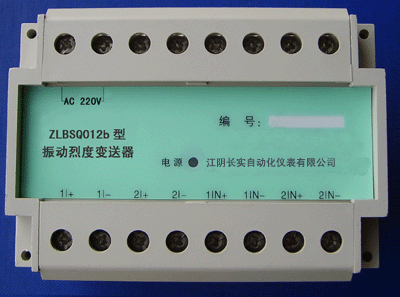 AC 220V
ZLBSQ012b 型
编 号:
振动烈度变送器
电源 江阴长实自动化仪表有限公司
1I+ 1I- 2I+ 2I- 1IN+ 1IN- 2IN+ 2IN-